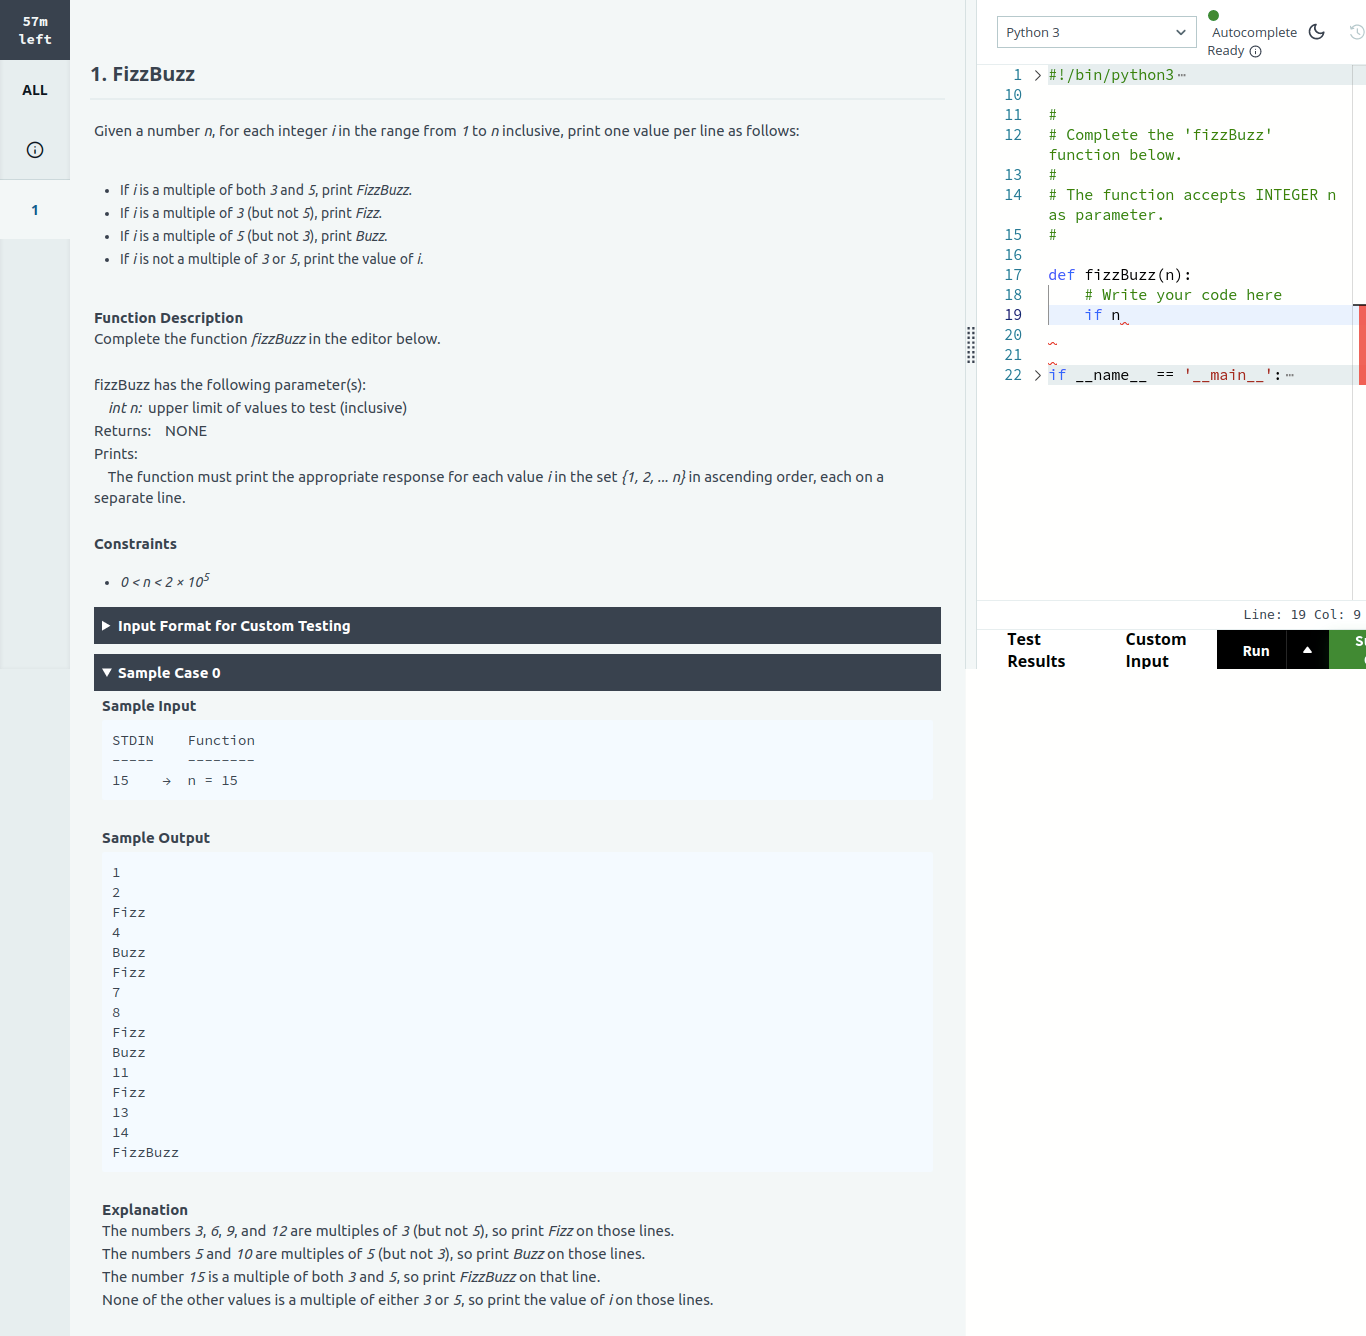 57m
left
ALL
1
1. FizzBuzz
Given a number n, for each integer i in the range from 1 to n inclusive, print one value per line as follows:
• If i is a multiple of both 3 and 5, print FizzBuzz.
• If i is a multiple of 3 (but not 5), print Fizz.
• If i is a multiple of 5 (but not 3), print Buzz.
• If i is not a multiple of 3 or 5, print the value of i.
Function Description
Complete the function fizzBuzz in the editor below.
fizzBuzz has the following parameter(s):
int n: upper limit of values to test (inclusive)
Returns: NONE
Prints:
The function must print the appropriate response for each value i in the set {1, 2, ... n} in ascending order, each on a
separate line.
Constraints
• 0 < n < 2 × 10⁵
Input Format for Custom Testing
Sample Case 0
Sample Input
STDIN Function
----- --------
15 → n = 15
Sample Output
1
2
Fizz
4
Buzz
Fizz
7
8
Fizz
Buzz
11
Fizz
13
14
FizzBuzz
Explanation
The numbers 3, 6, 9, and 12 are multiples of 3 (but not 5), so print Fizz on those lines.
The numbers 5 and 10 are multiples of 5 (but not 3), so print Buzz on those lines.
The number 15 is a multiple of both 3 and 5, so print FizzBuzz on that line.
None of the other values is a multiple of either 3 or 5, so print the value of i on those lines.
Python 3
Autocomplete
Ready
1 #!/bin/python3⋯
10
11 #
12 # Complete the 'fizzBuzz'
function below.
13 #
14 # The function accepts INTEGER n
as parameter.
15 #
16
17 def fizzBuzz(n):
18 # Write your code here
19 if n
20
21
22 if __name__ == '__main__':⋯
Line: 19 Col: 9
Test
Results
Custom
Input
Run